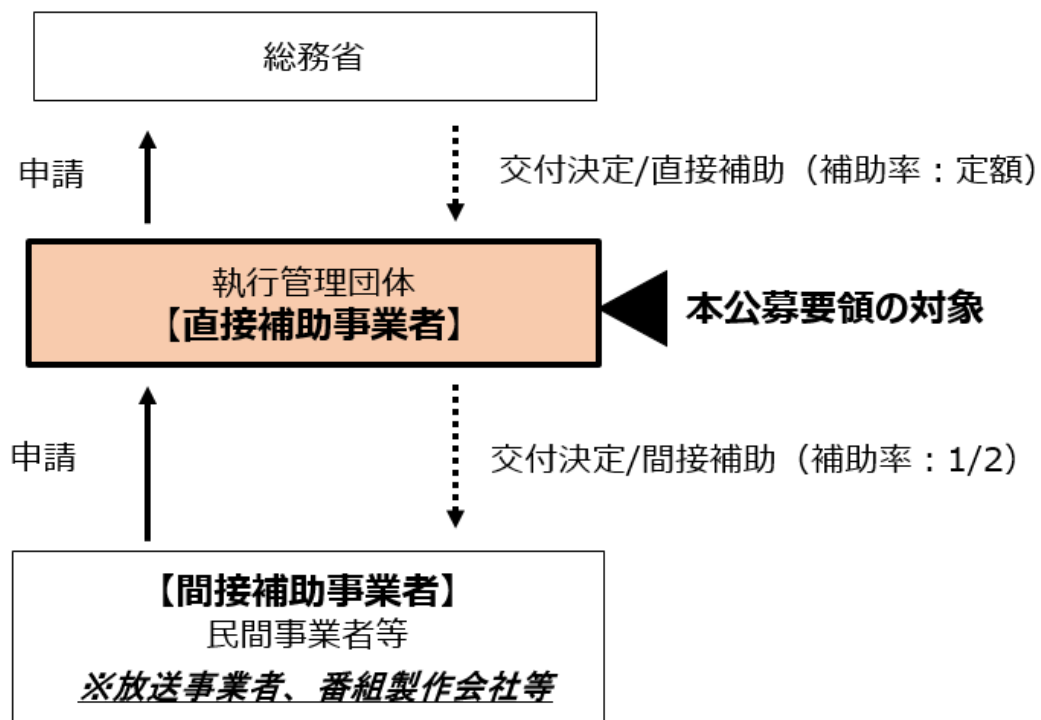 総務省
申請
交付決定/直接補助（補助率：定額）
執行管理団体
【直接補助事業者】
本公募要領の対象
申請
交付決定/間接補助（補助率：1/2）
【間接補助事業者】
民間事業者等
※放送事業者、番組製作会社等